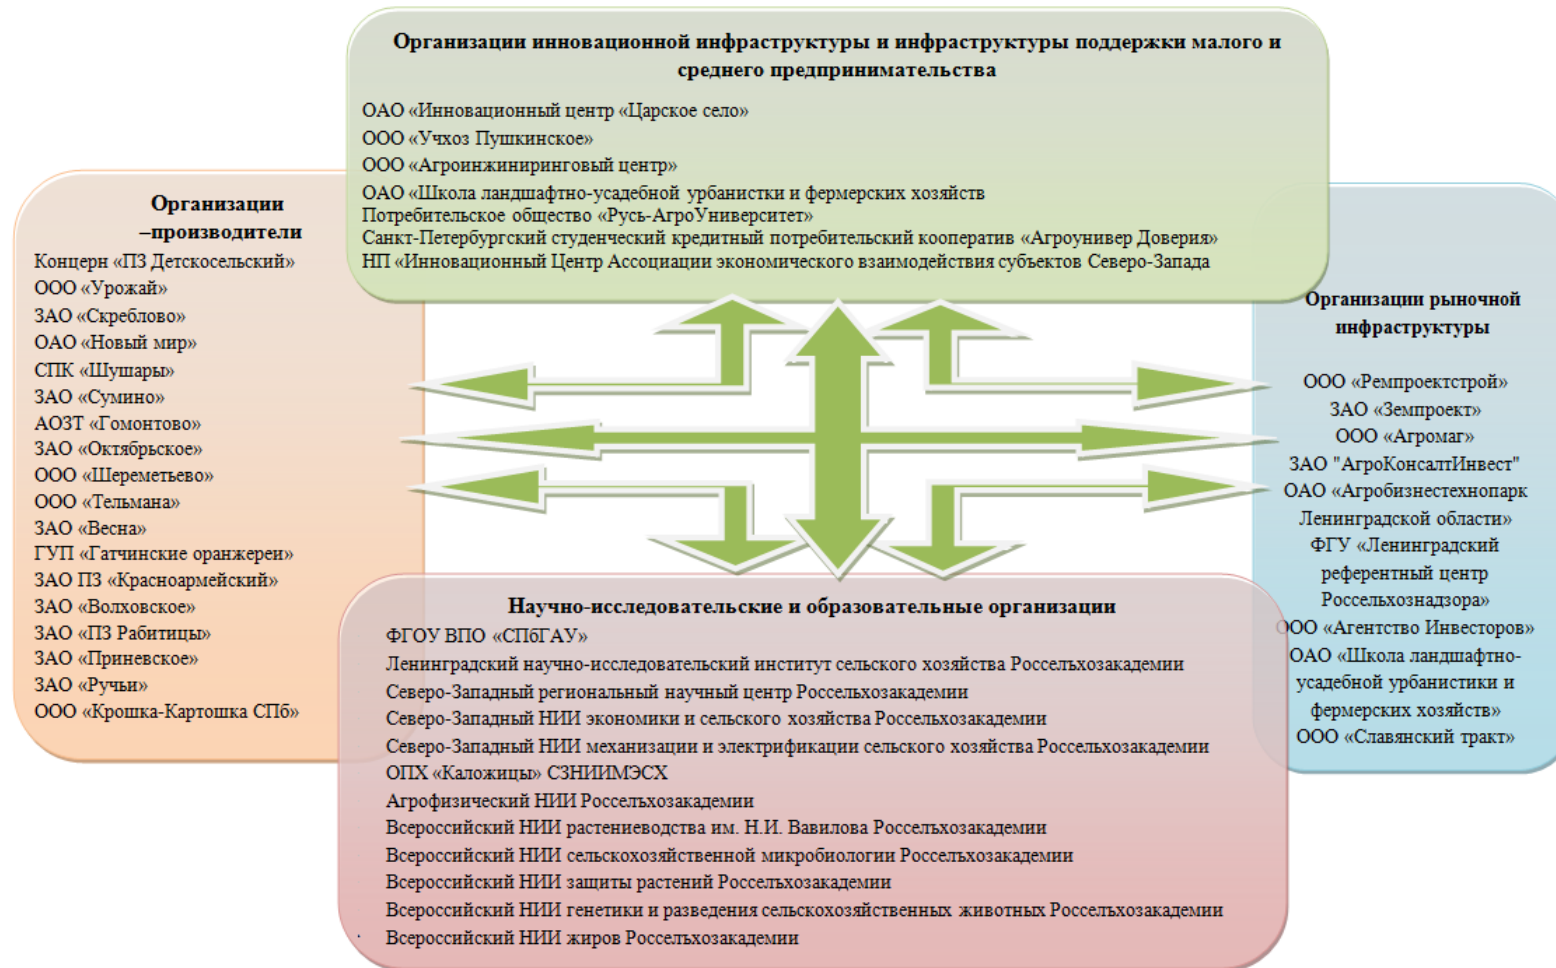 Организации инновационной инфраструктуры и инфраструктуры поддержки малого и
среднего предпринимательства
ОАО «Инновационный центр «Царское село»
ООО «Учхоз Пушкинское»
ООО «Агроинжиниринговый центр»
ОАО «Школа ландшафтно-усадебной урбанистки и фермерских хозяйств
Потребительское общество «Русь-АгроУниверситет»
Санкт-Петербургский студенческий кредитный потребительский кооператив «Агроунивер Доверия»
НП «Инновационный Центр Ассоциации экономического взаимодействия субъектов Северо-Запада
Организации
–производители
Концерн «ПЗ Детскосельский»
ООО «Урожай»
ЗАО «Скреблово»
ОАО «Новый мир»
СПК «Шушары»
ЗАО «Сумино»
АОЗТ «Гомонтово»
ЗАО «Октябрьское»
ООО «Шереметьево»
ООО «Тельмана»
ЗАО «Весна»
ГУП «Гатчинские оранжереи»
ЗАО ПЗ «Красноармейский»
ЗАО «Волховское»
ЗАО «ПЗ Рабитицы»
ЗАО «Приневское»
ЗАО «Ручьи»
ООО «Крошка-Картошка СПб»
Организации рыночной
инфраструктуры
ООО «Ремпроектстрой»
ЗАО «Земпроект»
ООО «Агромаг»
ЗАО "АгроКонсалтИнвест"
ОАО «Агробизнестехнопарк
Ленинградской области»
ФГУ «Ленинградский
референтный центр
Россельхознадзора»
ООО «Агентство Инвесторов»
ОАО «Школа ландшафтно-
усадебной урбанистики и
фермерских хозяйств»
ООО «Славянский тракт»
Научно-исследовательские и образовательные организации
ФГОУ ВПО «СПбГАУ»
Ленинградский научно-исследовательский институт сельского хозяйства Россельхозакадемии
Северо-Западный региональный научный центр Россельхозакадемии
Северо-Западный НИИ экономики и сельского хозяйства Россельхозакадемии
Северо-Западный НИИ механизации и электрификации сельского хозяйства Россельхозакадемии
ОПХ «Каложицы» СЗНИИМЭСХ
Агрофизический НИИ Россельхозакадемии
Всероссийский НИИ растениеводства им. Н.И. Вавилова Россельхозакадемии
Всероссийский НИИ сельскохозяйственной микробиологии Россельхозакадемии
Всероссийский НИИ защиты растений Россельхозакадемии
Всероссийский НИИ генетики и разведения сельскохозяйственных животных Россельхозакадемии
Всероссийский НИИ жиров Россельхозакадемии